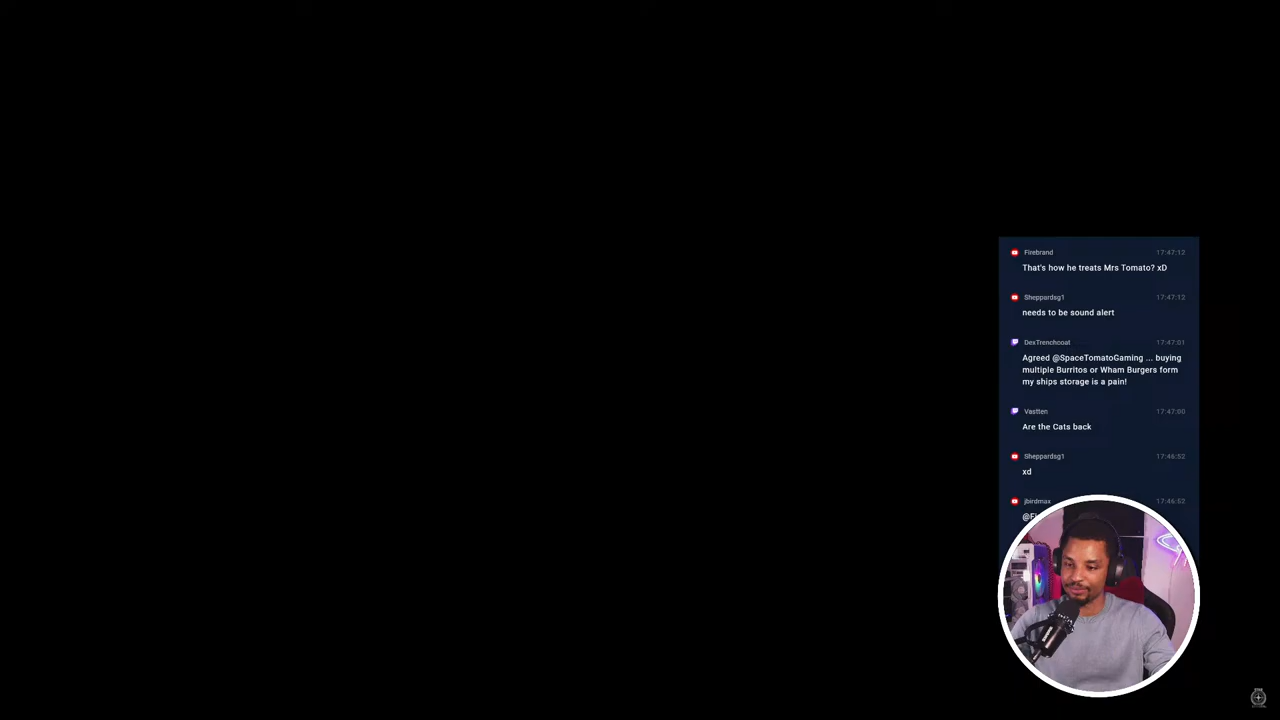 Firebrand 17:47:12
That's how he treats Mrs Tomato? xD
Sheppardsg1 17:47:12
needs to be sound alert
DexTrenchcoat 17:47:01
Agreed @SpaceTomatoGaming ... buying
multiple Burritos or Wham Burgers form
my ships storage is a pain!
Vastten 17:47:00
Are the Cats back
Sheppardsg1 17:46:52
xd
jbirdmax 17:46:52